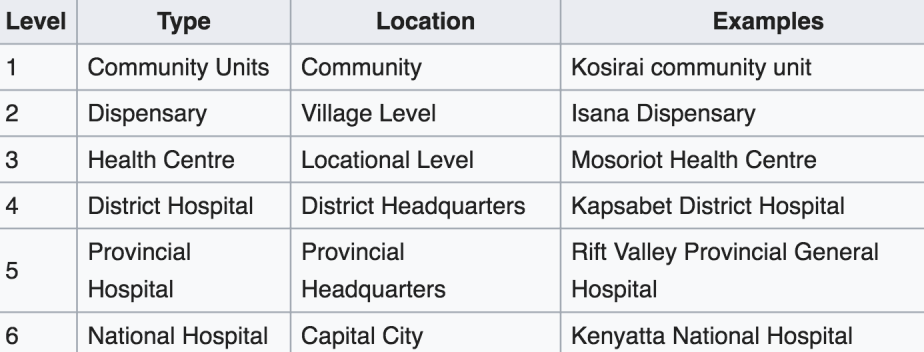 Level Type Location Examples
1 Community Units Community Kosirai community unit
2 Dispensary Village Level Isana Dispensary
3 Health Centre Locational Level Mosoriot Health Centre
4 District Hospital District Headquarters Kapsabet District Hospital
5 Provincial Provincial Rift Valley Provincial General
Hospital Headquarters Hospital
6 National Hospital Capital City Kenyatta National Hospital